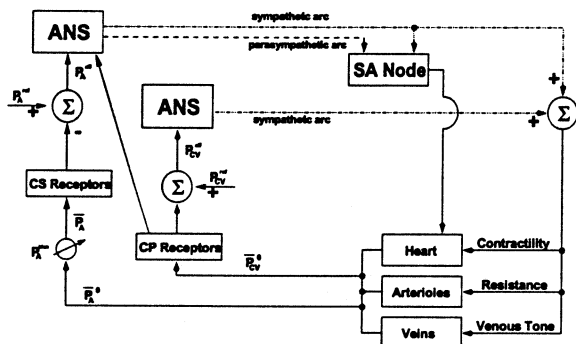 ANS
sympathetic arc
parasympathetic arc
SA Node
+
Σ
+
Σ
-
ANS
sympathetic arc
+
Σ
+
CS Receptors
CP Receptors
Heart
Contractility
Arterioles
Resistance
Veins
Venous Tone